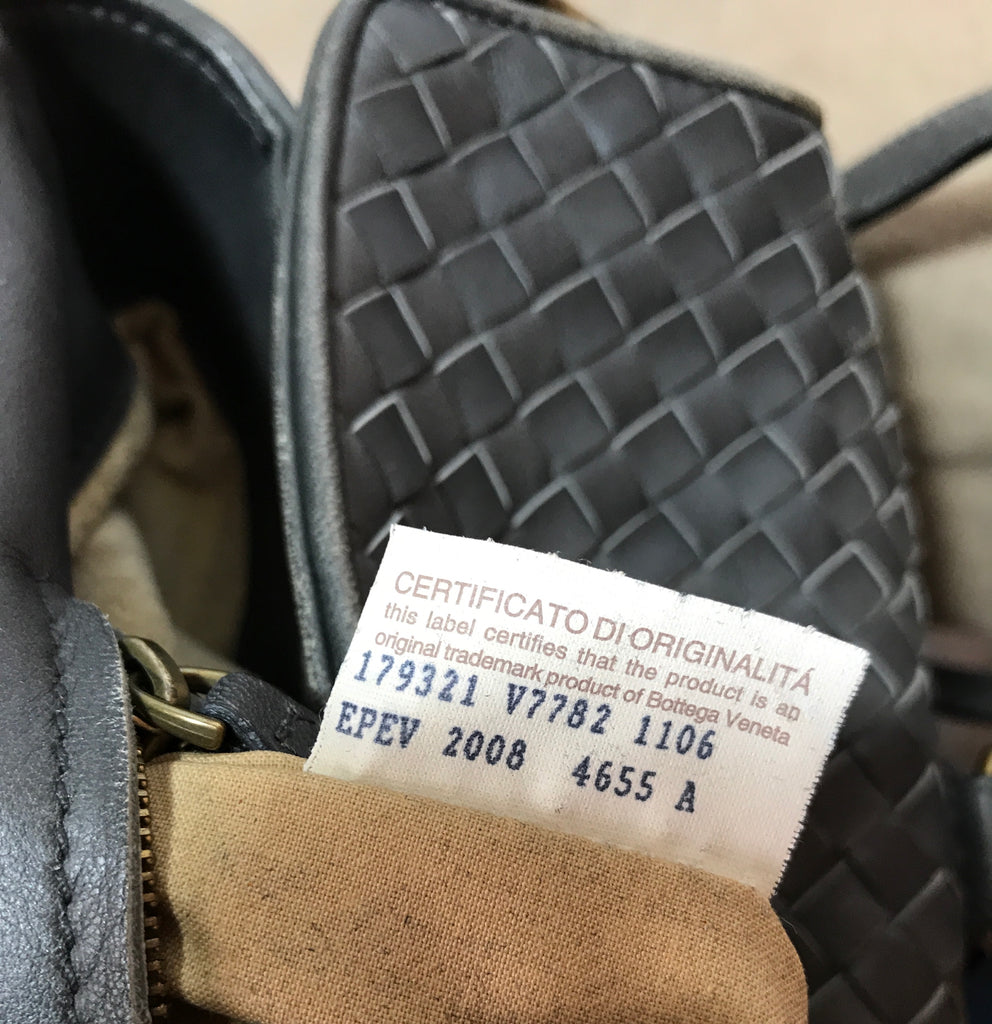 CERTIFICATO DI ORIGINALITÁ
this label certifies that the product is an
original trademark product of Bottega Veneta
179321 V7782 1106
EPEV 2008 4655 A